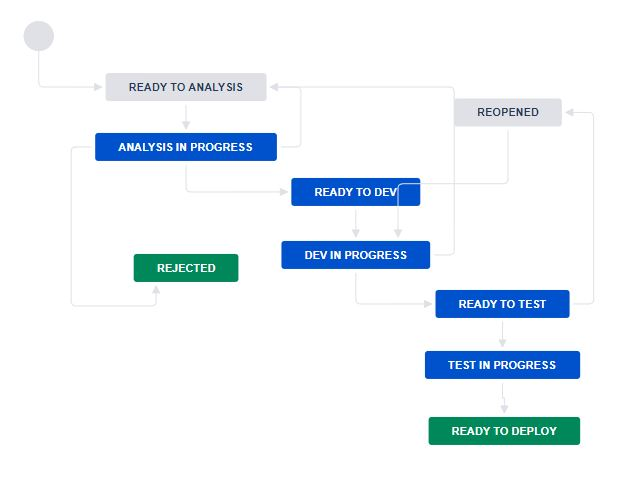 READY TO ANALYSIS
REOPENED
ANALYSIS IN PROGRESS
READY TO DEV
DEV IN PROGRESS
REJECTED
READY TO TEST
TEST IN PROGRESS
READY TO DEPLOY